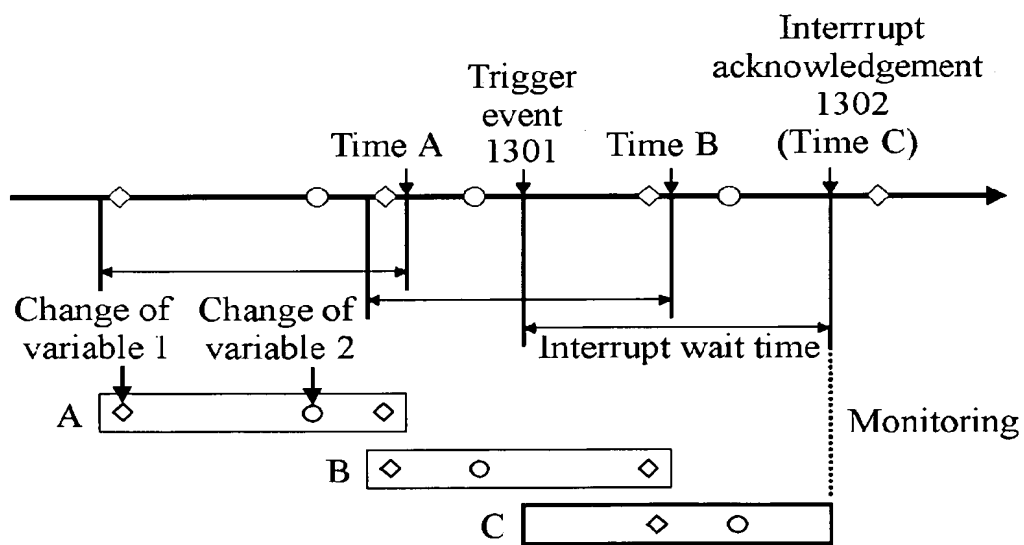 Interrrupt
acknowledgement
1302
(Time C)
Trigger
event
1301
Time A
Time B
Change of
variable 1
Change of
variable 2
Interrupt wait time
A
Monitoring
B
C